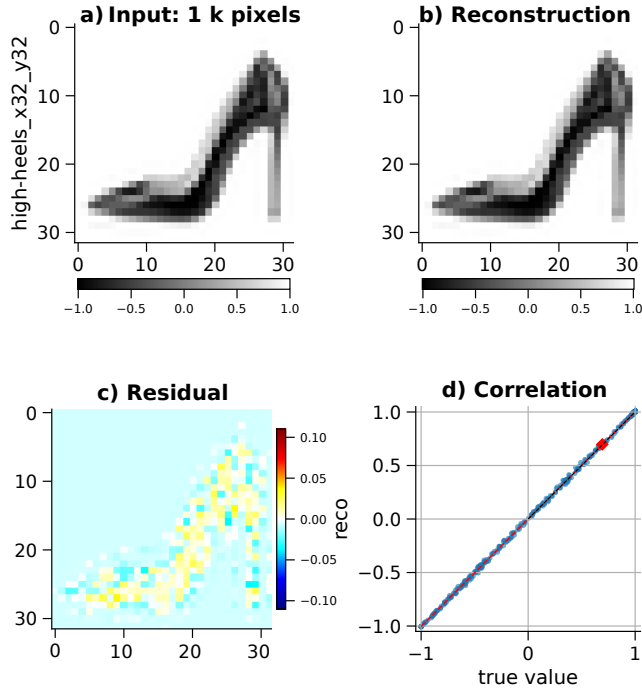 a) Input: 1 k pixels
high-heels_x32_y32
0
10
20
30
0 10 20 30
−1.0 −0.5 0.0 0.5 1.0
b) Reconstruction
0
10
20
30
0 10 20 30
−1.0 −0.5 0.0 0.5 1.0
c) Residual
0
10
20
30
0 10 20 30
0.10
0.05
0.00
−0.05
−0.10
d) Correlation
reco
1.0
0.5
0.0
−0.5
−1.0
−1 0 1
true value